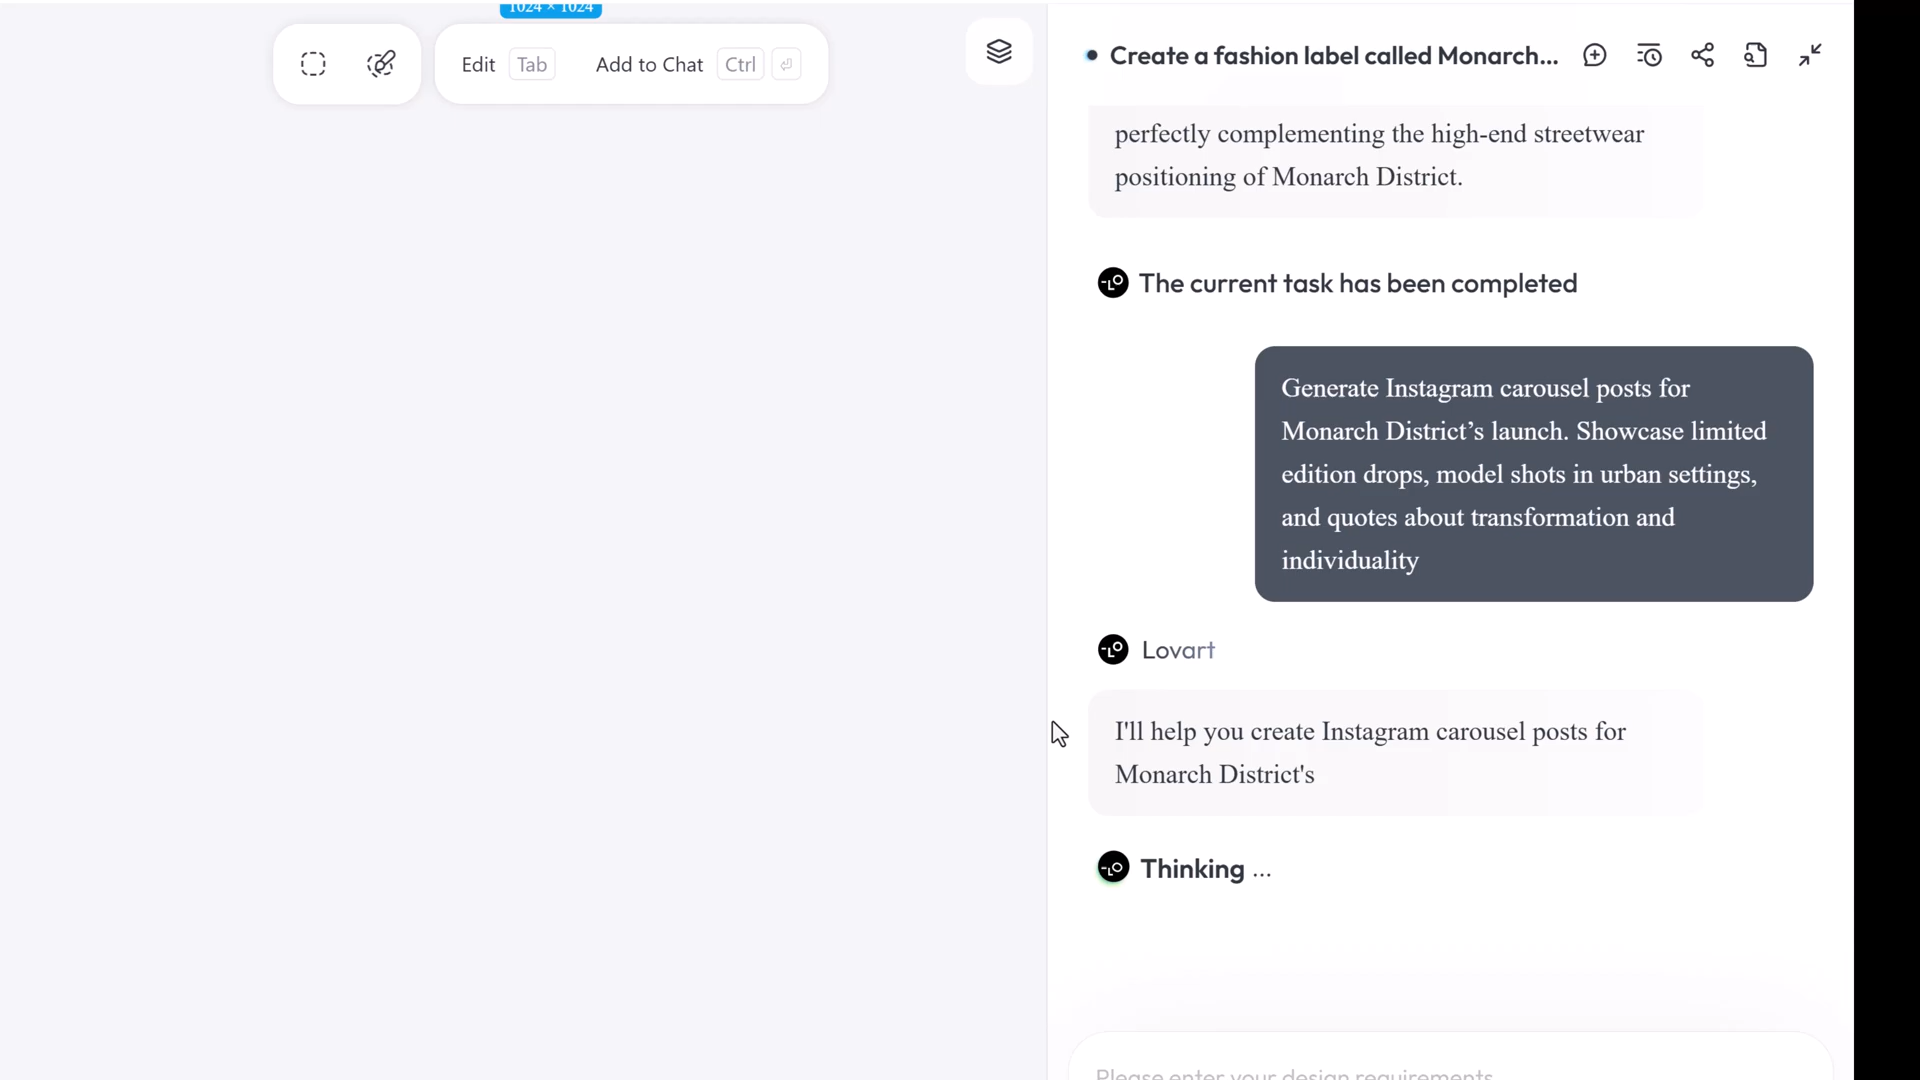 1024 × 1024
Edit Tab Add to Chat Ctrl
Create a fashion label called Monarch...
perfectly complementing the high-end streetwear
positioning of Monarch District.
The current task has been completed
Generate Instagram carousel posts for
Monarch District’s launch. Showcase limited
edition drops, model shots in urban settings,
and quotes about transformation and
individuality
Lovart
I'll help you create Instagram carousel posts for
Monarch District's
Thinking ...
Please enter your design requirements